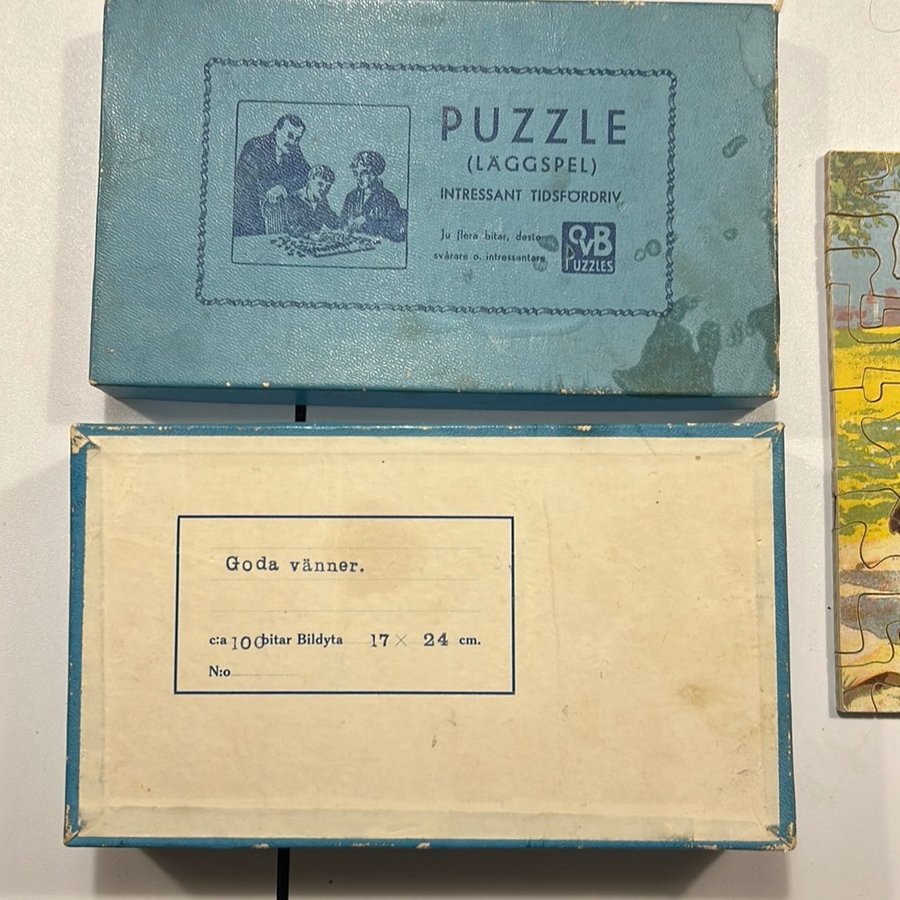 PUZZLE
(LÄGGSPEL)
INTRESSANT TIDSFÖRDRIV
Ju flera bitar, desto
svårare o. intressantare
SvB
PUZZLES
Goda vänner.
c:a 100 bitar Bildyta 17 × 24 cm.
N:o